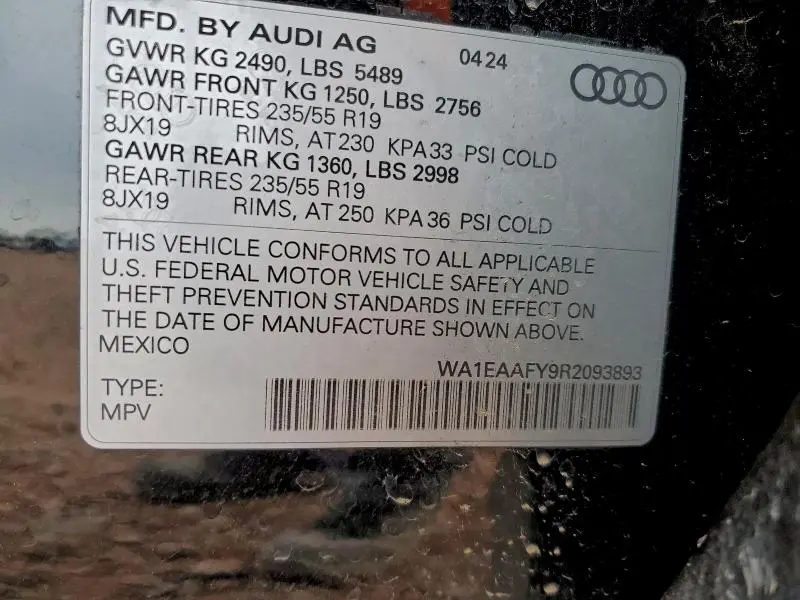 MFD. BY AUDI AG 0424
GVWR KG 2490, LBS 5489
GAWR FRONT KG 1250, LBS 2756
FRONT-TIRES 235/55 R19
8JX19 RIMS, AT 230 KPA 33 PSI COLD
GAWR REAR KG 1360, LBS 2998
REAR-TIRES 235/55 R19
8JX19 RIMS, AT 250 KPA 36 PSI COLD
THIS VEHICLE CONFORMS TO ALL APPLICABLE
U.S. FEDERAL MOTOR VEHICLE SAFETY AND
THEFT PREVENTION STANDARDS IN EFFECT ON
THE DATE OF MANUFACTURE SHOWN ABOVE.
MEXICO
WA1EAAFY9R2093893
TYPE:
MPV